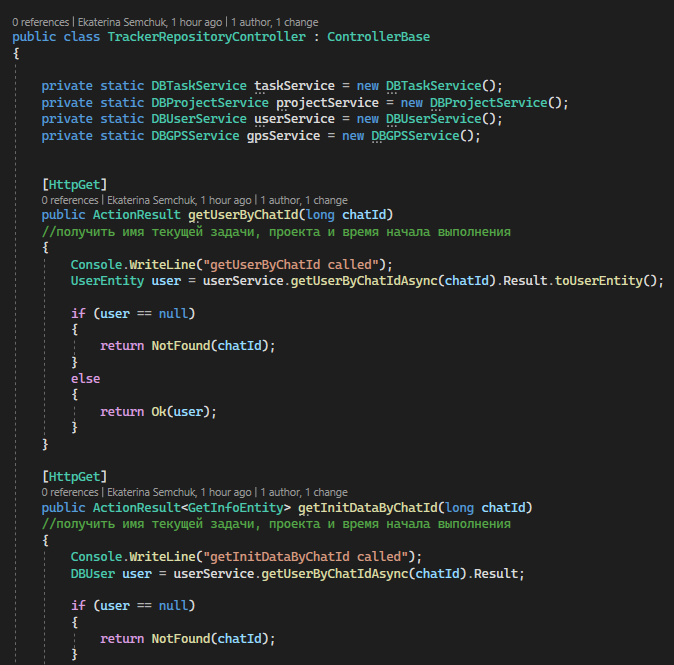 0 references | Ekaterina Semchuk, 1 hour ago | 1 author, 1 change
public class TrackerRepositoryController : ControllerBase
{
private static DBTaskService taskService = new DBTaskService();
private static DBProjectService projectService = new DBProjectService();
private static DBUserService userService = new DBUserService();
private static DBGPSService gpsService = new DBGPSService();
[HttpGet]
0 references | Ekaterina Semchuk, 1 hour ago | 1 author, 1 change
public ActionResult getUserByChatId(long chatId)
//получить имя текущей задачи, проекта и время начала выполнения
{
Console.WriteLine("getUserByChatId called");
UserEntity user = userService.getUserByChatIdAsync(chatId).Result.toUserEntity();
if (user == null)
{
return NotFound(chatId);
}
else
{
return Ok(user);
}
}
[HttpGet]
0 references | Ekaterina Semchuk, 1 hour ago | 1 author, 1 change
public ActionResult<GetInfoEntity> getInitDataByChatId(long chatId)
//получить имя текущей задачи, проекта и время начала выполнения
{
Console.WriteLine("getInitDataByChatId called");
DBUser user = userService.getUserByChatIdAsync(chatId).Result;
if (user == null)
{
return NotFound(chatId);
}